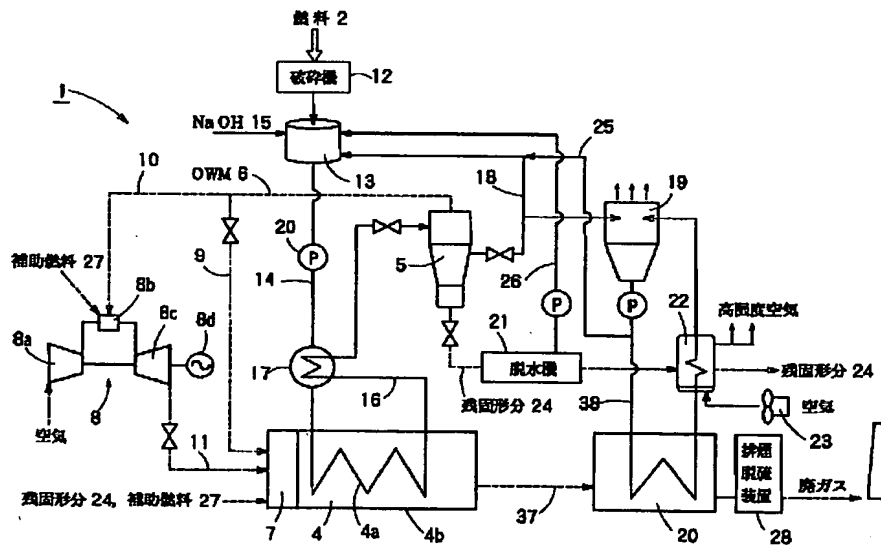 燃料 2
破砕機
12
1
NaOH 15
25
10
OWM 6
13
18
19
20
P
5
26
補助燃料 27
9
14
8b
8a
8c
8d
P
P
21
22
高湿度空気
17
脱水機
残固形分 24
16
残固形分 24
8
38
空気
空気
23
11
排煙
脱硫
装置
廃ガス
残固形分 24, 補助燃料 27
7
4
4a
4b
37
20
28